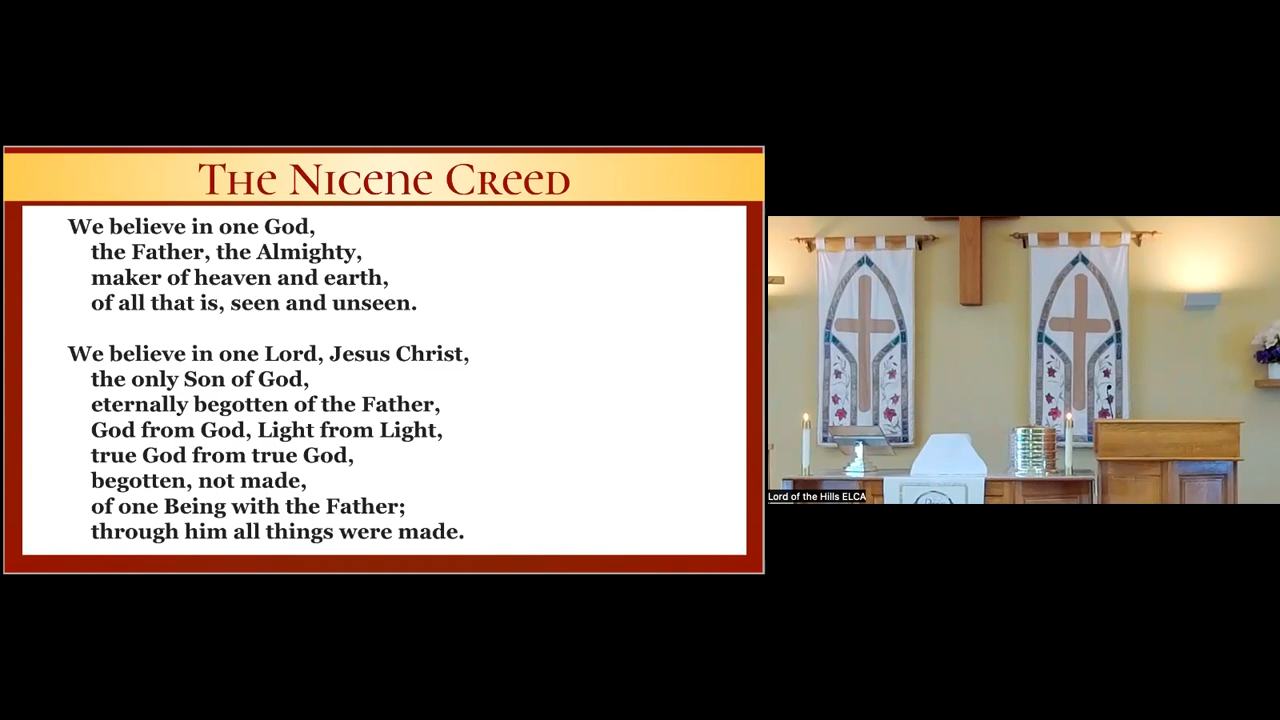 The Nicene Creed
We believe in one God,
the Father, the Almighty,
maker of heaven and earth,
of all that is, seen and unseen.
We believe in one Lord, Jesus Christ,
the only Son of God,
eternally begotten of the Father,
God from God, Light from Light,
true God from true God,
begotten, not made,
of one Being with the Father;
through him all things were made.
Lord of the Hills ELCA